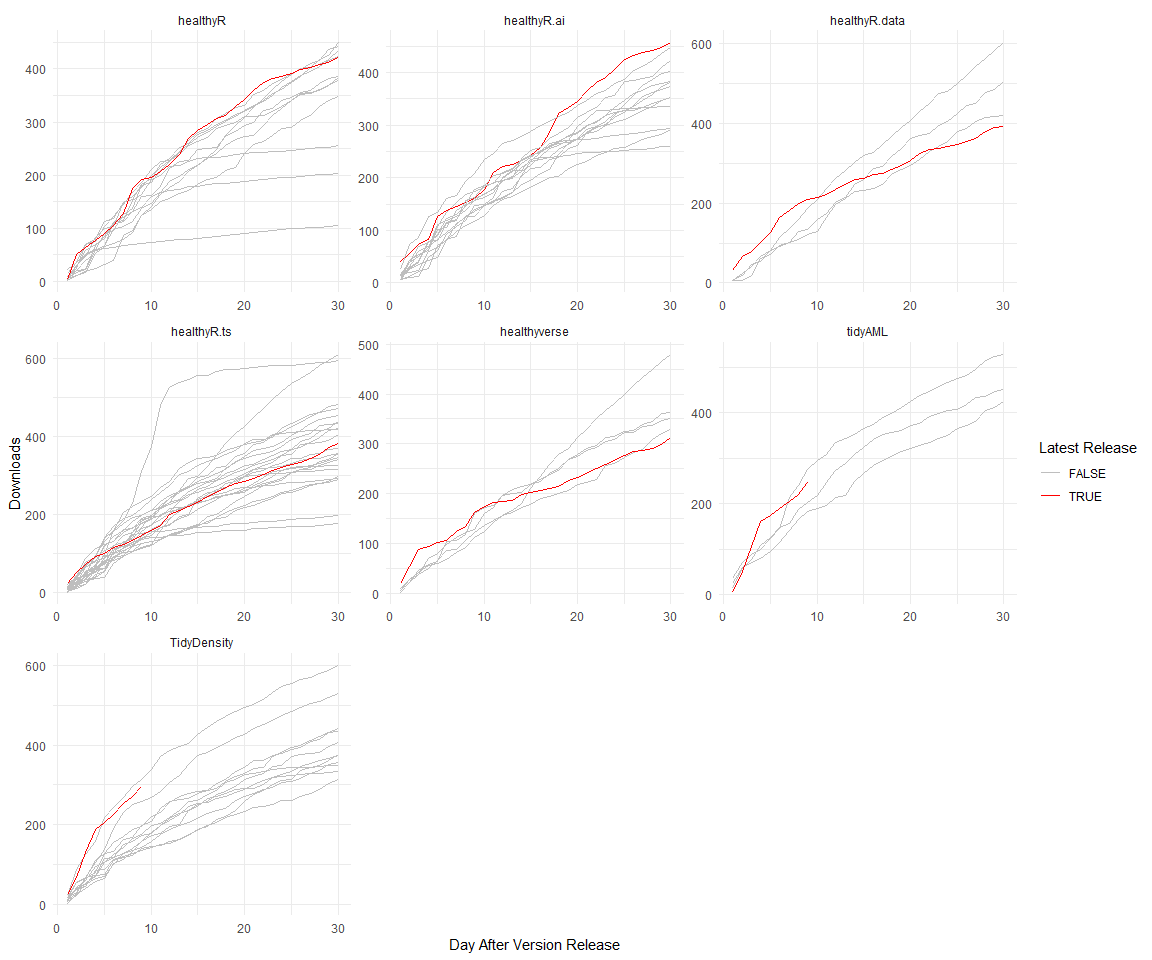 healthyR healthyR.ai healthyR.data
400
300
200
100
0
400
300
200
100
0
600
400
200
0
0 10 20 30 0 10 20 30 0 10 20 30
healthyR.ts healthyverse tidyAML
600
400
200
0
500
400
300
200
100
0
400
200
0
0 10 20 30 0 10 20 30 0 10 20 30
TidyDensity
600
400
200
0
0 10 20 30
Downloads
Day After Version Release
Latest Release
FALSE
TRUE